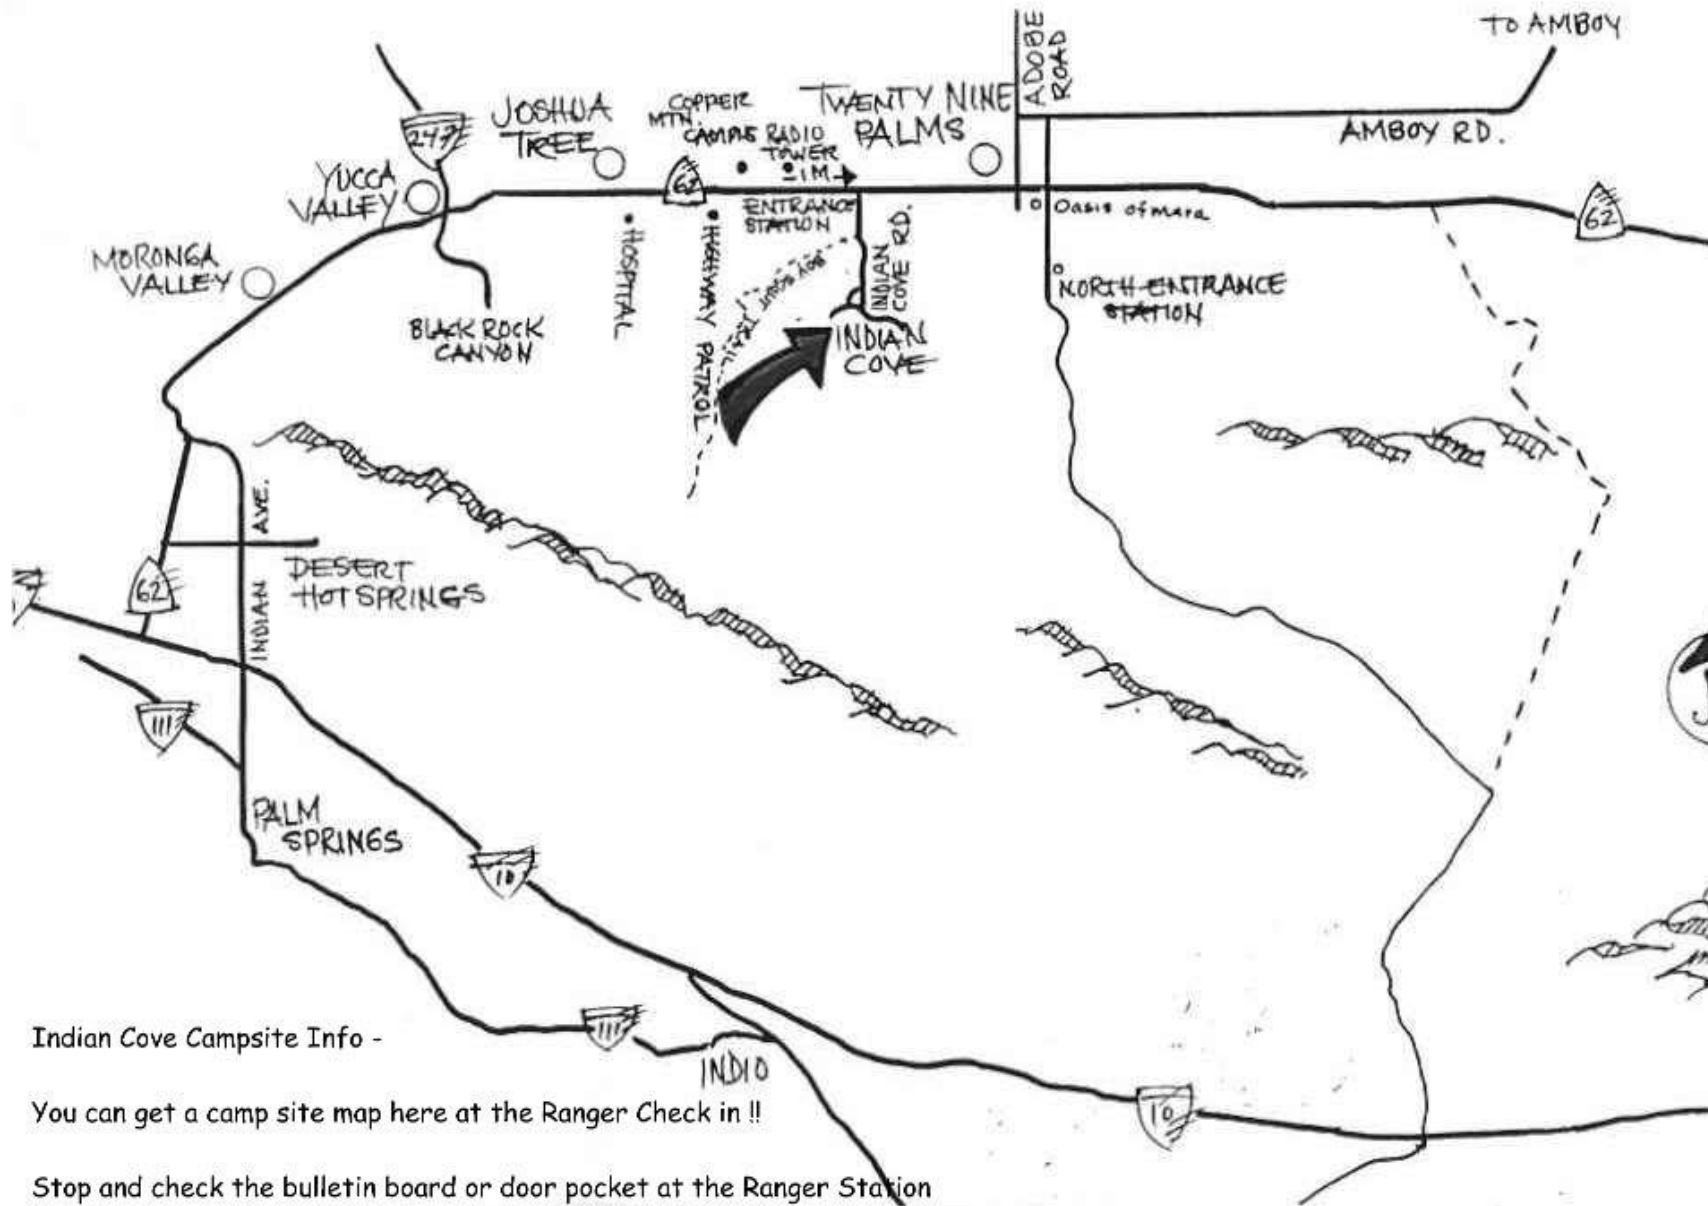 TO AMBOY
ADOBE
ROAD
AMBOY RD.
TWENTY NINE
PALMS
COPPER
MTN.
CAMPUS
RADIO
TOWER
1M
JOSHUA
TREE
247
YUCCA
VALLEY
62
ENTRANCE
STATION
Oasis of mara
62
MORONGA
VALLEY
HOSPITAL
HIGHWAY PATROL
BOY SCOUT TRAIL
INDIAN
COVE RD.
NORTH ENTRANCE
STATION
BLACK ROCK
CANYON
INDIAN
COVE
INDIAN AVE.
DESERT
HOT SPRINGS
62
111
PALM
SPRINGS
10
111
INDIO
10
Indian Cove Campsite Info -
You can get a camp site map here at the Ranger Check in !!
Stop and check the bulletin board or door pocket at the Ranger Station